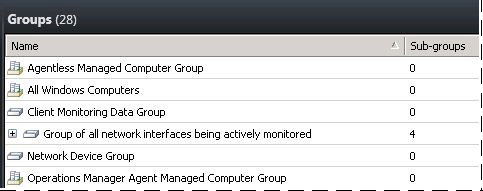 Groups (28)
Name Sub-groups
Agentless Managed Computer Group 0
All Windows Computers 0
Client Monitoring Data Group 0
Group of all network interfaces being actively monitored 4
Network Device Group 0
Operations Manager Agent Managed Computer Group 0